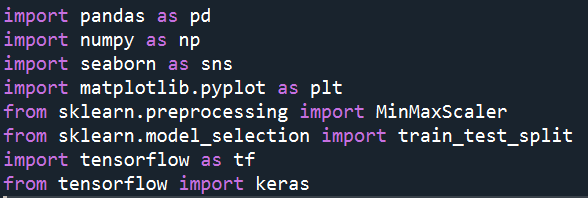 import pandas as pd
import numpy as np
import seaborn as sns
import matplotlib.pyplot as plt
from sklearn.preprocessing import MinMaxScaler
from sklearn.model_selection import train_test_split
import tensorflow as tf
from tensorflow import keras